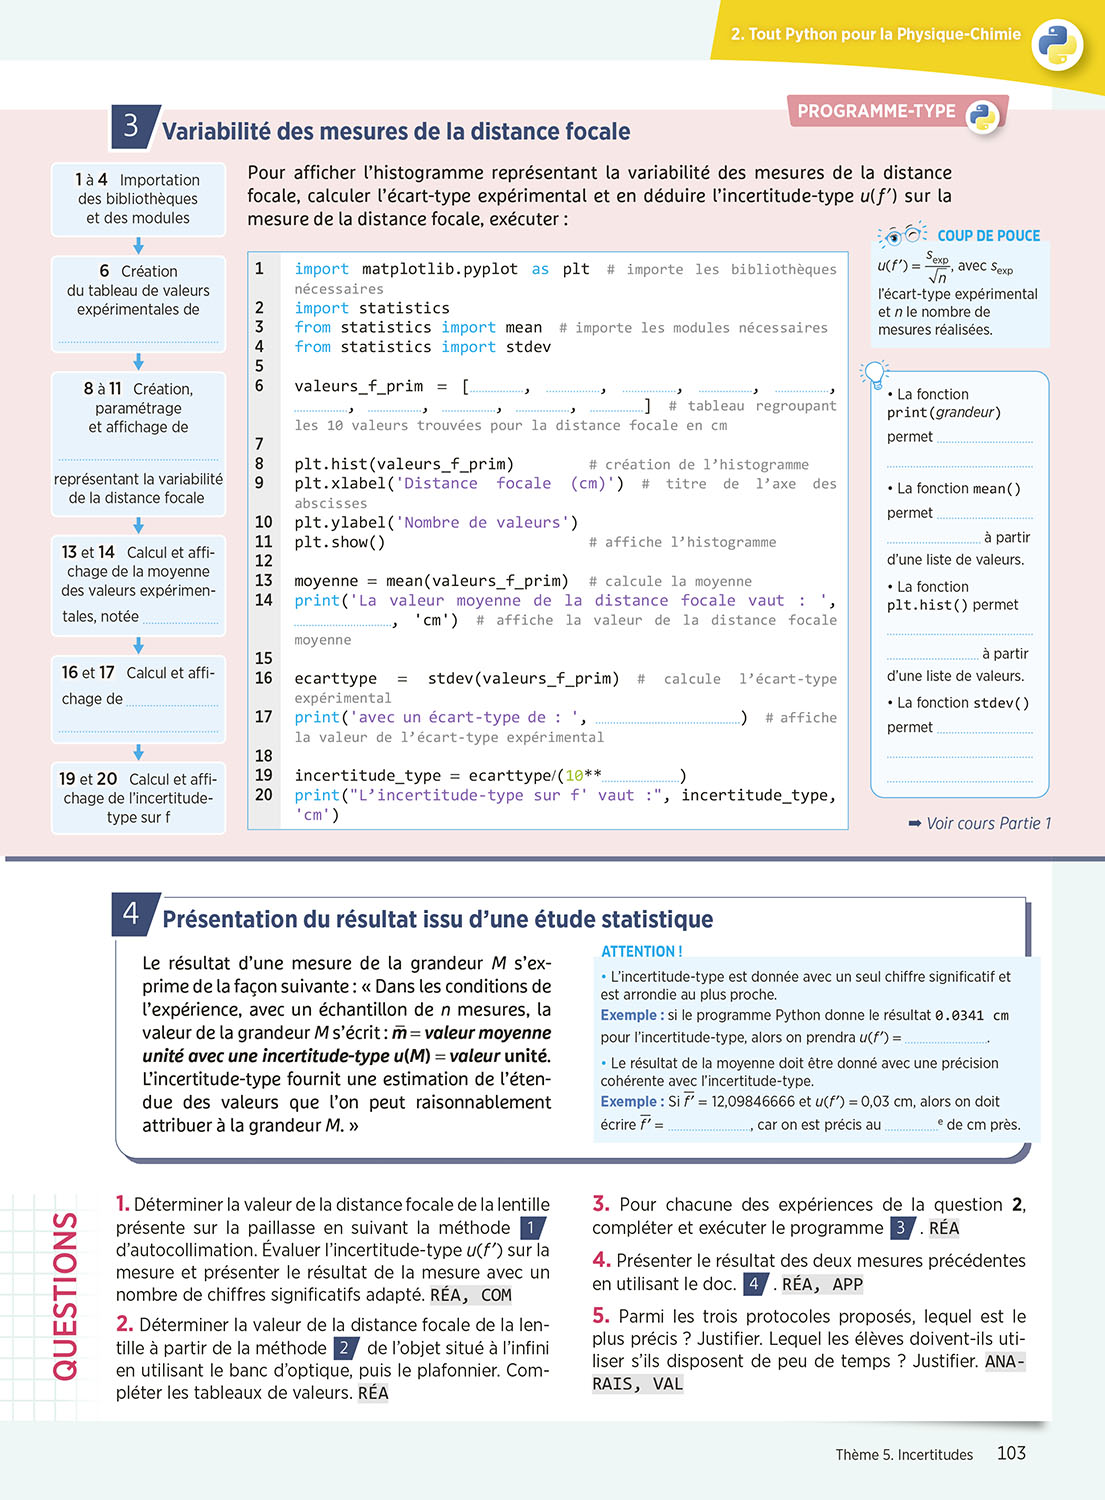 2. Tout Python pour la Physique-Chimie
PROGRAMME-TYPE
3 Variabilité des mesures de la distance focale
Pour afficher l'histogramme représentant la variabilité des mesures de la distance
focale, calculer l'écart-type expérimental et en déduire l'incertitude-type u(f′) sur la
mesure de la distance focale, exécuter :
1 à 4 Importation
des bibliothèques
et des modules
6 Création
du tableau de valeurs
expérimentales de
8 à 11 Création,
paramétrage
et affichage de
représentant la variabilité
de la distance focale
13 et 14 Calcul et affi-
chage de la moyenne
des valeurs expérimen-
tales, notée
16 et 17 Calcul et affi-
chage de
19 et 20 Calcul et affi-
chage de l'incertitude-
type sur f
1 import matplotlib.pyplot as plt # importe les bibliothèques
nécessaires
2 import statistics
3 from statistics import mean # importe les modules nécessaires
4 from statistics import stdev
5
6 valeurs_f_prim = [............, ............, ............, ............, ............,
............, ............, ............, ............, ............] # tableau regroupant
les 10 valeurs trouvées pour la distance focale en cm
7
8 plt.hist(valeurs_f_prim) # création de l'histogramme
9 plt.xlabel('Distance focale (cm)') # titre de l'axe des
abscisses
10 plt.ylabel('Nombre de valeurs')
11 plt.show() # affiche l'histogramme
12
13 moyenne = mean(valeurs_f_prim) # calcule la moyenne
14 print('La valeur moyenne de la distance focale vaut : ',
............, 'cm') # affiche la valeur de la distance focale
moyenne
15
16 ecarttype = stdev(valeurs_f_prim) # calcule l'écart-type
expérimental
17 print('avec un écart-type de : ', ............) # affiche
la valeur de l'écart-type expérimental
18
19 incertitude_type = ecarttype/(10**............)
20 print("L'incertitude-type sur f' vaut :", incertitude_type,
'cm')
COUP DE POUCE
u(f′) = sexp/√n, avec sexp
l'écart-type expérimental
et n le nombre de
mesures réalisées.
• La fonction
print(grandeur)
permet
• La fonction mean()
permet
............ à partir
d'une liste de valeurs.
• La fonction
plt.hist() permet
............ à partir
d'une liste de valeurs.
• La fonction stdev()
permet
➡ Voir cours Partie 1
4 Présentation du résultat issu d'une étude statistique
Le résultat d'une mesure de la grandeur M s'ex-
prime de la façon suivante : « Dans les conditions de
l'expérience, avec un échantillon de n mesures, la
valeur de la grandeur M s'écrit : m̅ = valeur moyenne
unité avec une incertitude-type u(M) = valeur unité.
L'incertitude-type fournit une estimation de l'éten-
due des valeurs que l'on peut raisonnablement
attribuer à la grandeur M. »
ATTENTION !
• L'incertitude-type est donnée avec un seul chiffre significatif et
est arrondie au plus proche.
Exemple : si le programme Python donne le résultat 0.0341 cm
pour l'incertitude-type, alors on prendra u(f′) = ............ .
• Le résultat de la moyenne doit être donné avec une précision
cohérente avec l'incertitude-type.
Exemple : Si f̅′ = 12,09846666 et u(f′) = 0,03 cm, alors on doit
écrire f̅′ = ............, car on est précis au ............e de cm près.
QUESTIONS
1. Déterminer la valeur de la distance focale de la lentille
présente sur la paillasse en suivant la méthode 1
d'autocollimation. Évaluer l'incertitude-type u(f′) sur la
mesure et présenter le résultat de la mesure avec un
nombre de chiffres significatifs adapté. RÉA, COM
2. Déterminer la valeur de la distance focale de la len-
tille à partir de la méthode 2 de l'objet situé à l'infini
en utilisant le banc d'optique, puis le plafonnier. Com-
pléter les tableaux de valeurs. RÉA
3. Pour chacune des expériences de la question 2,
compléter et exécuter le programme 3 . RÉA
4. Présenter le résultat des deux mesures précédentes
en utilisant le doc. 4 . RÉA, APP
5. Parmi les trois protocoles proposés, lequel est le
plus précis ? Justifier. Lequel les élèves doivent-ils uti-
liser s'ils disposent de peu de temps ? Justifier. ANA-
RAIS, VAL
Thème 5. Incertitudes 103